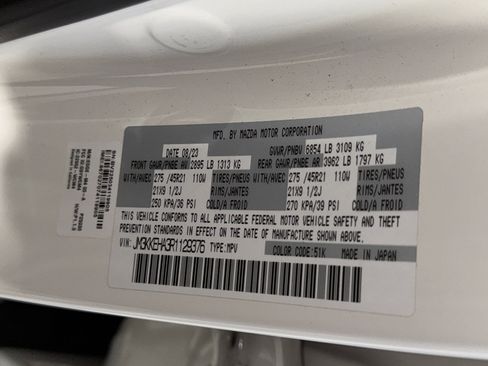 MFD. BY MAZDA MOTOR CORPORATION
DATE 08/23 GVWR/PNBV 6854 LB 3109 KG
FRONT GAWR/PNBE AV 2895 LB 1313 KG REAR GAWR/PNBE AR 3962 LB 1797 KG
WITH/AVEC 275 /45R21 110W TIRES/PNEUS WITH/AVEC 275 /45R21 110W TIRES/PNEUS
21X9 1/2J RIMS/JANTES 21X9 1/2J RIMS/JANTES
250 KPA/36 PSI COLD/A FROID 270 KPA/39 PSI COLD/A FROID
THIS VEHICLE CONFORMS TO ALL APPLICABLE FEDERAL MOTOR VEHICLE SAFETY AND THEFT
PREVENTION STANDARDS IN EFFECT ON THE DATE OF MANUFACTURE SHOWN ABOVE.
VIN: JM3KKEHA3R1129376 TYPE:MPV COLOR CODE:51K MADE IN JAPAN